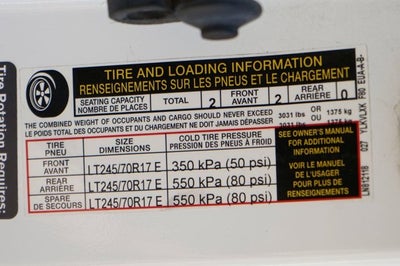 TIRE AND LOADING INFORMATION
RENSEIGNEMENTS SUR LES PNEUS ET LE CHARGEMENT
SEATING CAPACITY TOTAL 2 FRONT 2 REAR 0
NOMBRE DE PLACES AVANT ARRIÈRE
THE COMBINED WEIGHT OF OCCUPANTS AND CARGO SHOULD NEVER EXCEED 3031 lbs OR 1375 kg
LE POIDS TOTAL DES OCCUPANTS ET DU CHARGEMENT NE DOIT JAMAIS DÉPASSER 3031 lbs OU 1375 kg
TIRE SIZE COLD TIRE PRESSURE
PNEU DIMENSIONS PRESSION DES PNEUS À FROID
FRONT
AVANT LT245/70R17 E 350 kPa (50 psi)
REAR
ARRIÈRE LT245/70R17 E 550 kPa (80 psi)
SPARE
DE SECOURS LT245/70R17 E 550 kPa (80 psi)
SEE OWNER'S MANUAL
FOR ADDITIONAL
INFORMATION
VOIR LE MANUEL
DE L'USAGER
POUR PLUS DE
RENSEIGNEMENTS
Tire Rotation Requires: